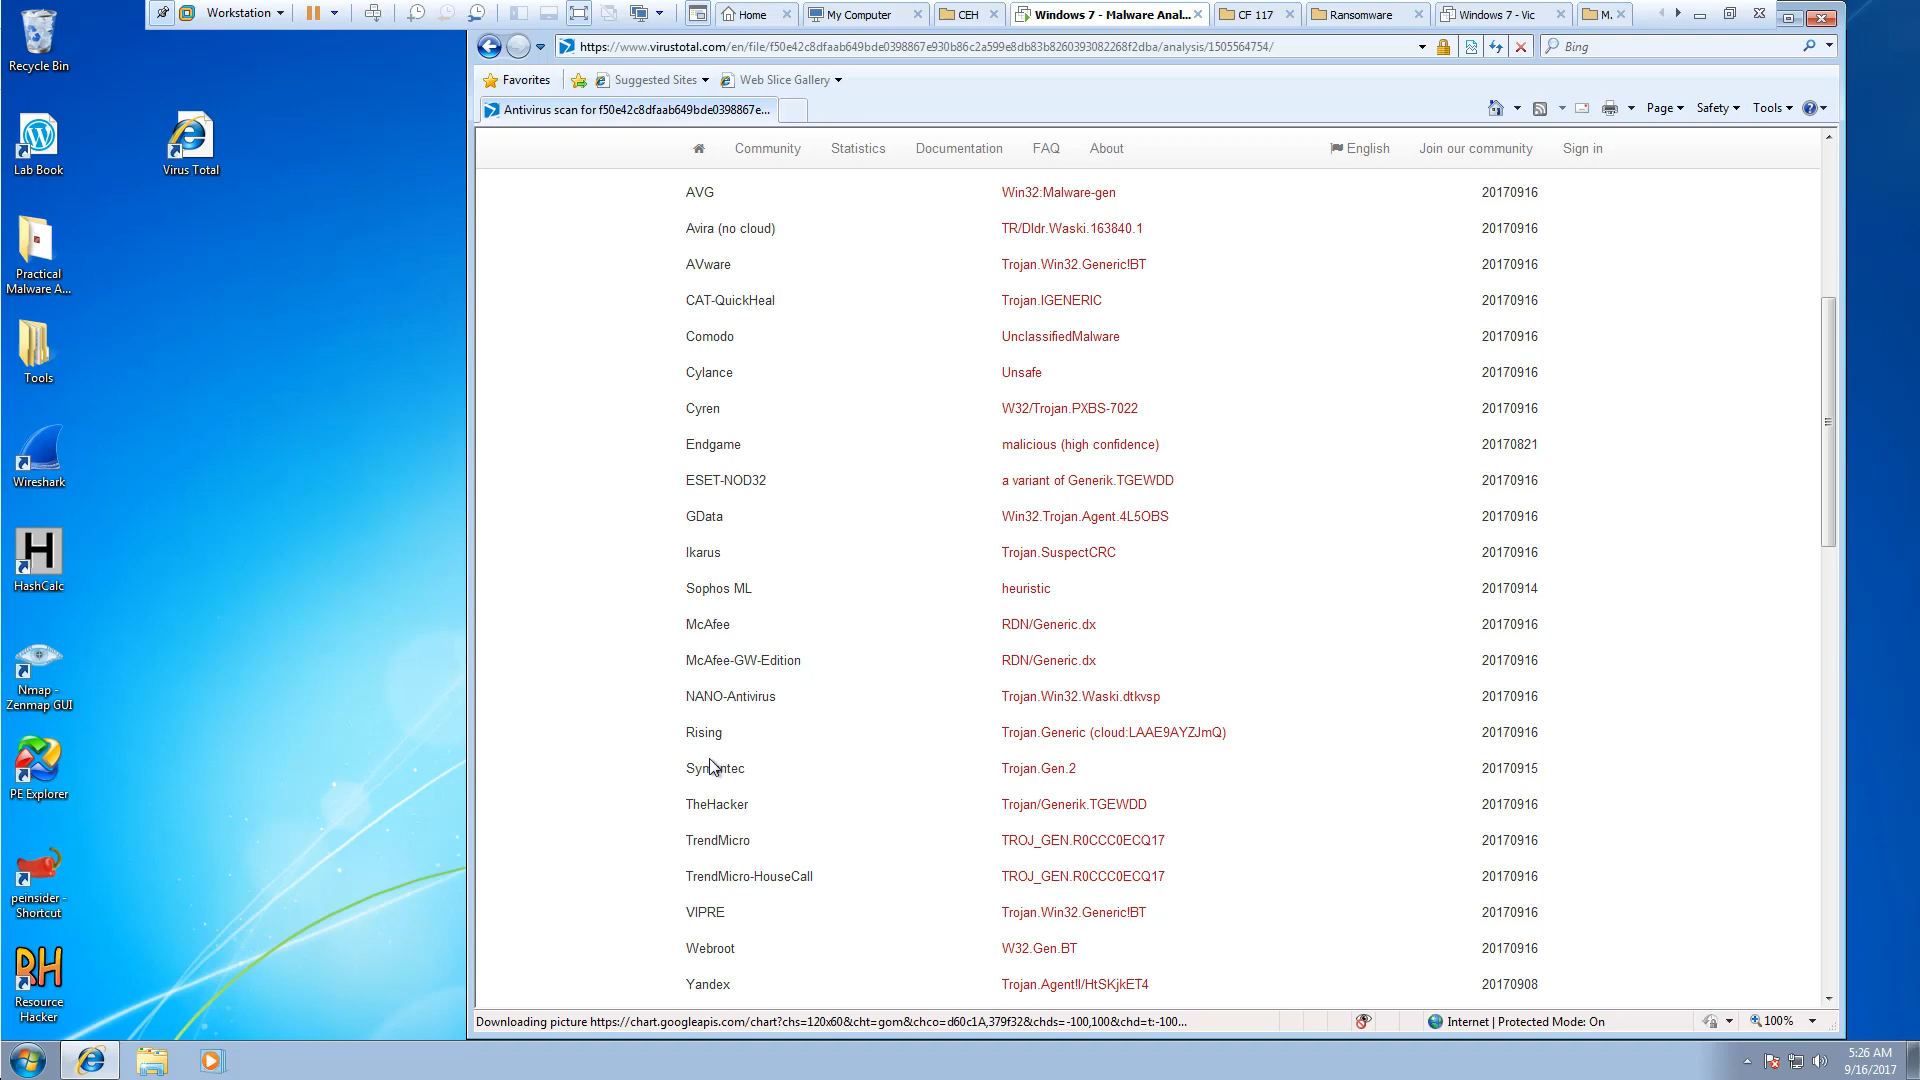 Workstation
Home
My Computer
CEH
Windows 7 - Malware Anal...
CF 117
Ransomware
Windows 7 - Vic
M.
https://www.virustotal.com/en/file/f50e42c8dfaab649bde0398867e930b86c2a599e8db83b8260393082268f2dba/analysis/1505564754/
Bing
Favorites
Suggested Sites
Web Slice Gallery
Antivirus scan for f50e42c8dfaab649bde0398867e...
Page
Safety
Tools
Community
Statistics
Documentation
FAQ
About
English
Join our community
Sign in
AVG Win32:Malware-gen 20170916
Avira (no cloud) TR/Dldr.Waski.163840.1 20170916
AVware Trojan.Win32.Generic!BT 20170916
CAT-QuickHeal Trojan.IGENERIC 20170916
Comodo UnclassifiedMalware 20170916
Cylance Unsafe 20170916
Cyren W32/Trojan.PXBS-7022 20170916
Endgame malicious (high confidence) 20170821
ESET-NOD32 a variant of Generik.TGEWDD 20170916
GData Win32.Trojan.Agent.4L5OBS 20170916
Ikarus Trojan.SuspectCRC 20170916
Sophos ML heuristic 20170914
McAfee RDN/Generic.dx 20170916
McAfee-GW-Edition RDN/Generic.dx 20170916
NANO-Antivirus Trojan.Win32.Waski.dtkvsp 20170916
Rising Trojan.Generic (cloud:LAAE9AYZJmQ) 20170916
Symantec Trojan.Gen.2 20170915
TheHacker Trojan/Generik.TGEWDD 20170916
TrendMicro TROJ_GEN.R0CCC0ECQ17 20170916
TrendMicro-HouseCall TROJ_GEN.R0CCC0ECQ17 20170916
VIPRE Trojan.Win32.Generic!BT 20170916
Webroot W32.Gen.BT 20170916
Yandex Trojan.Agent!I/HtSKjkET4 20170908
Downloading picture https://chart.googleapis.com/chart?chs=120x60&cht=gom&chco=d60c1A,379f32&chds=-100,100&chd=t:-100...
Internet | Protected Mode: On
100%
Recycle Bin
Lab Book
Virus Total
Practical
Malware A...
Tools
Wireshark
H
HashCalc
Nmap -
Zenmap GUI
PE Explorer
peinsider -
Shortcut
RH
Resource
Hacker
5:26 AM
9/16/2017